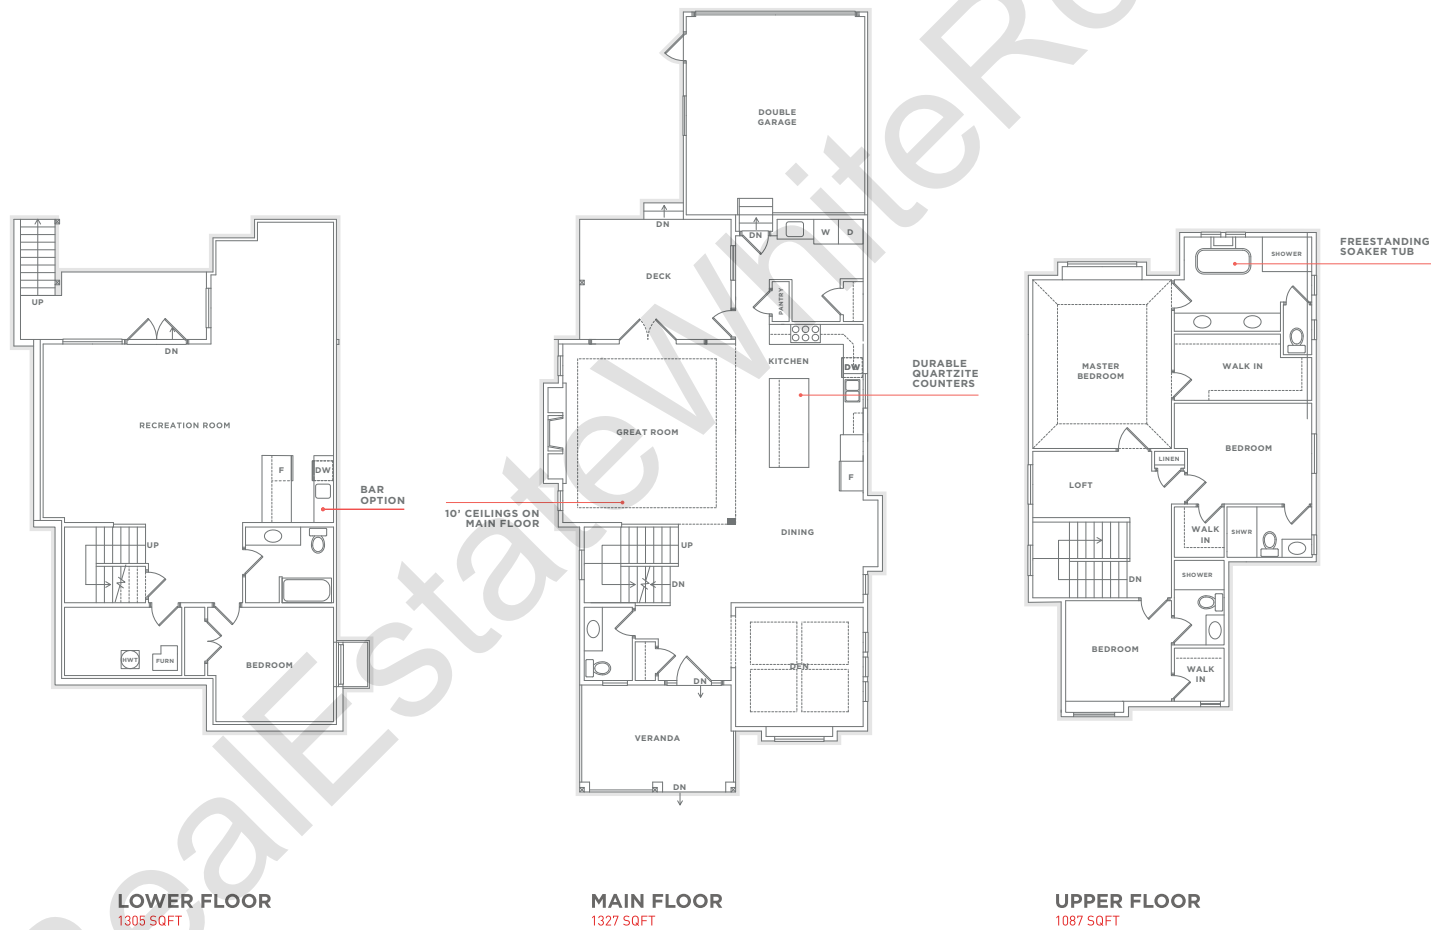 UP
DN
RECREATION ROOM
F
DW
BAR
OPTION
UP
HWT
FURN
BEDROOM
LOWER FLOOR
1305 SQFT
DOUBLE
GARAGE
DN
DN
W
D
DECK
PANTRY
KITCHEN
DW
DURABLE
QUARTZITE
COUNTERS
GREAT ROOM
F
10' CEILINGS ON
MAIN FLOOR
DINING
UP
DN
DEN
DN
VERANDA
DN
MAIN FLOOR
1327 SQFT
FREESTANDING
SOAKER TUB
SHOWER
MASTER
BEDROOM
WALK IN
BEDROOM
LINEN
LOFT
WALK
IN
SHWR
DN
SHOWER
BEDROOM
WALK
IN
UPPER FLOOR
1087 SQFT
RealEstateWhiteRo